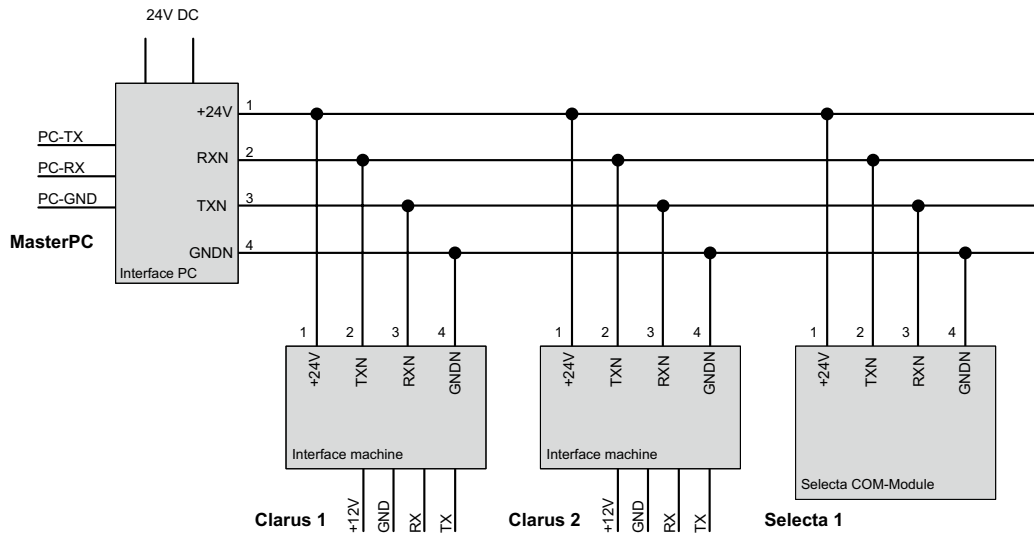 24V DC
+24V
1
PC-TX
RXN
2
PC-RX
TXN
3
PC-GND
MasterPC
GNDN
4
Interface PC
1
2
3
4
+24V
TXN
RXN
GNDN
Interface machine
+12V
GND
RX
TX
Clarus 1
1
2
3
4
+24V
TXN
RXN
GNDN
Interface machine
+12V
GND
RX
TX
Clarus 2
1
2
3
4
+24V
TXN
RXN
GNDN
Selecta COM-Module
Selecta 1